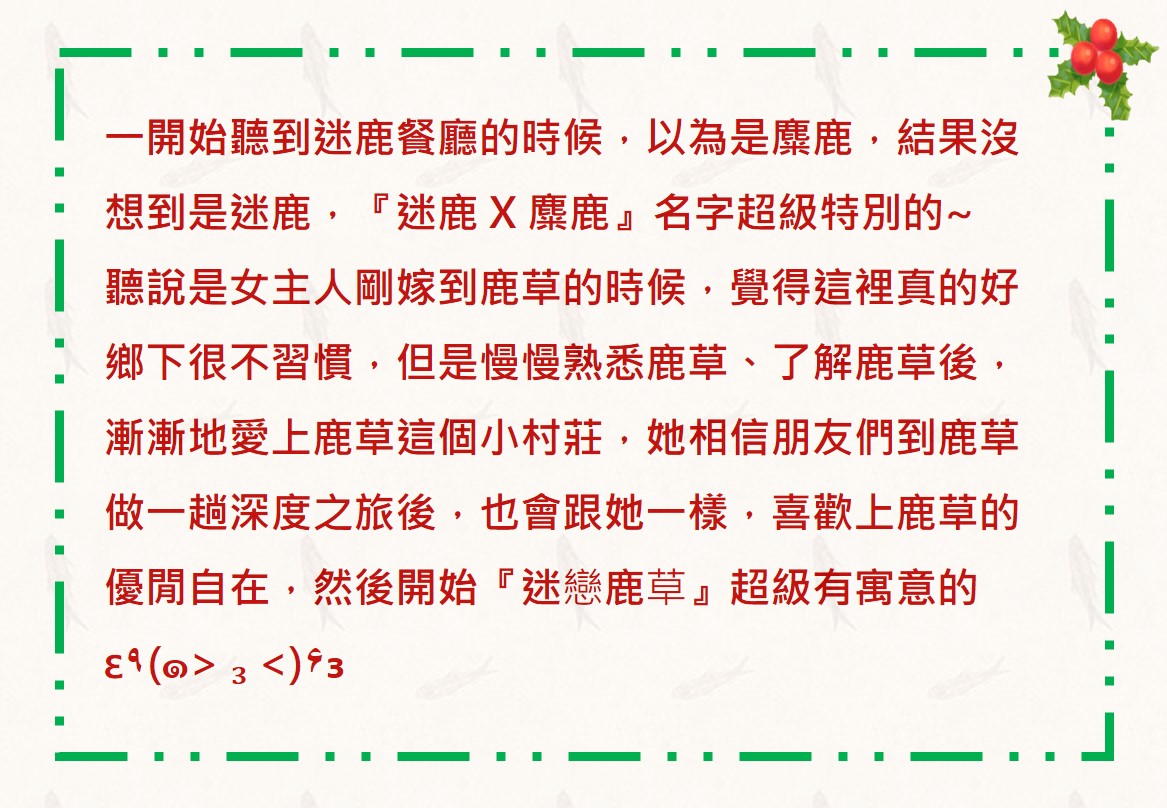 一開始聽到迷鹿餐廳的時候，以為是麋鹿，結果沒
想到是迷鹿，『迷鹿 X 麋鹿』名字超級特別的~
聽說是女主人剛嫁到鹿草的時候，覺得這裡真的好
鄉下很不習慣，但是慢慢熟悉鹿草、了解鹿草後，
漸漸地愛上鹿草這個小村莊，她相信朋友們到鹿草
做一趟深度之旅後，也會跟她一樣，喜歡上鹿草的
優閒自在，然後開始『迷戀鹿草』超級有寓意的
ε٩(๑> ₃ <)۶з